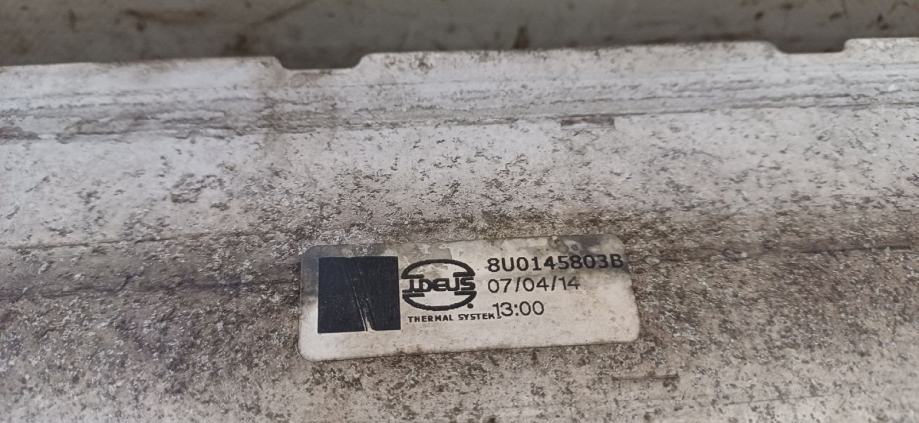 8U0145803B
IDEUS 07/04/14
THERMAL SYSTEM 13:00